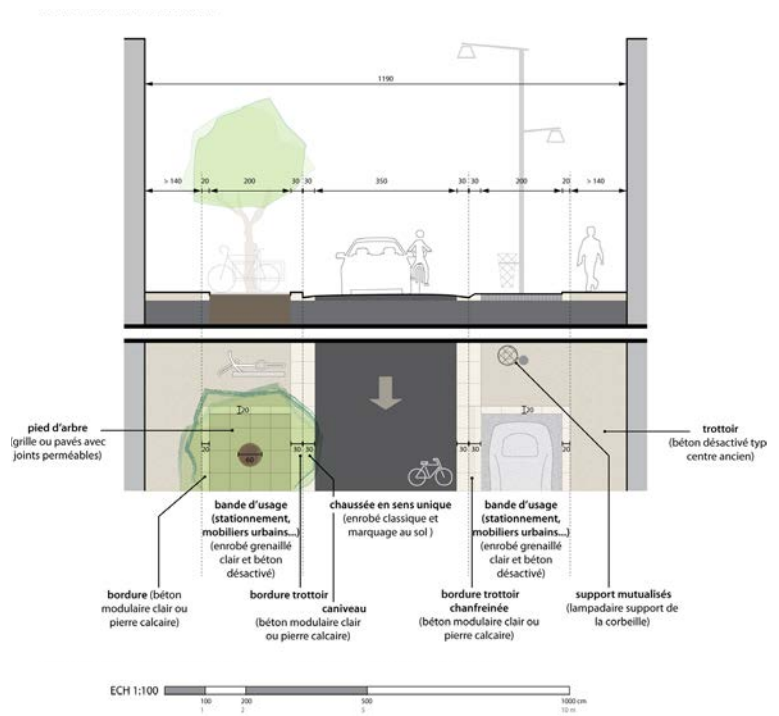 1190
> 140 20 200 30 30 350 30 30 200 20 > 140
20
20
pied d'arbre
(grille ou pavés avec
joints perméables)
trottoir
(béton désactivé type
centre ancien)
20 60 30 30 30 20
bande d'usage
(stationnement,
mobiliers urbains...)
(enrobé grenaillé
clair et béton
désactivé)
chaussée en sens unique
(enrobé classique et
marquage au sol )
bande d'usage
(stationnement,
mobiliers urbains...)
(enrobé grenaillé
clair et béton
désactivé)
bordure (béton
modulaire clair ou
pierre calcaire)
bordure trottoir
caniveau
(béton modulaire clair
ou pierre calcaire)
bordure trottoir
chanfreinée
(béton modulaire clair ou
pierre calcaire)
support mutualisés
(lampadaire support de
la corbeille)
ECH 1:100
100 200 500 1000 cm
1 2 5 10 m